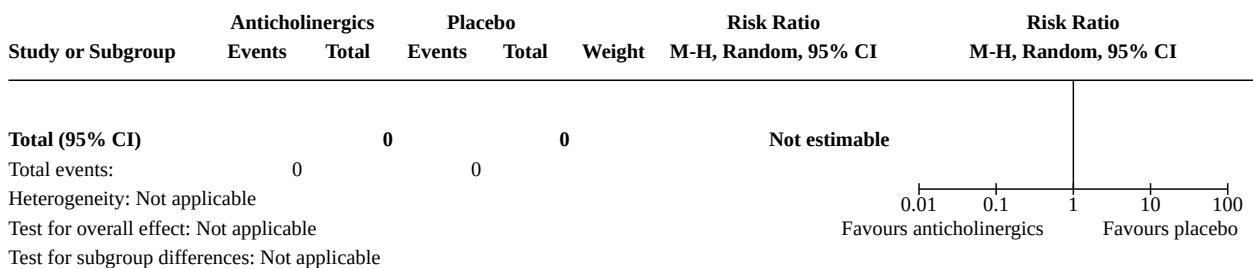 Anticholinergics Placebo Risk Ratio Risk Ratio
Study or Subgroup Events Total Events Total Weight M-H, Random, 95% CI M-H, Random, 95% CI
Total (95% CI) 0 0 Not estimable
Total events: 0 0
Heterogeneity: Not applicable
0.01 0.1 1 10 100
Test for overall effect: Not applicable Favours anticholinergics Favours placebo
Test for subgroup differences: Not applicable